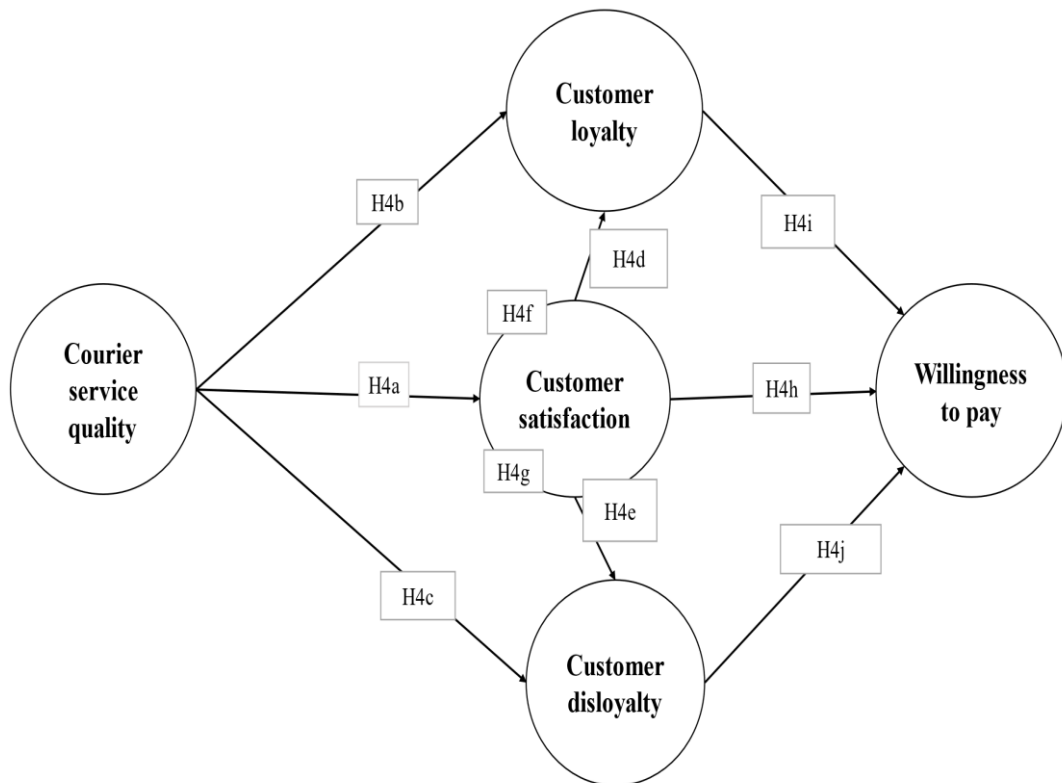 Customer
loyalty
H4b
H4i
H4d
H4f
Courier
service
quality
H4a
Customer
satisfaction
H4h
Willingness
to pay
H4g
H4e
H4j
H4c
Customer
disloyalty